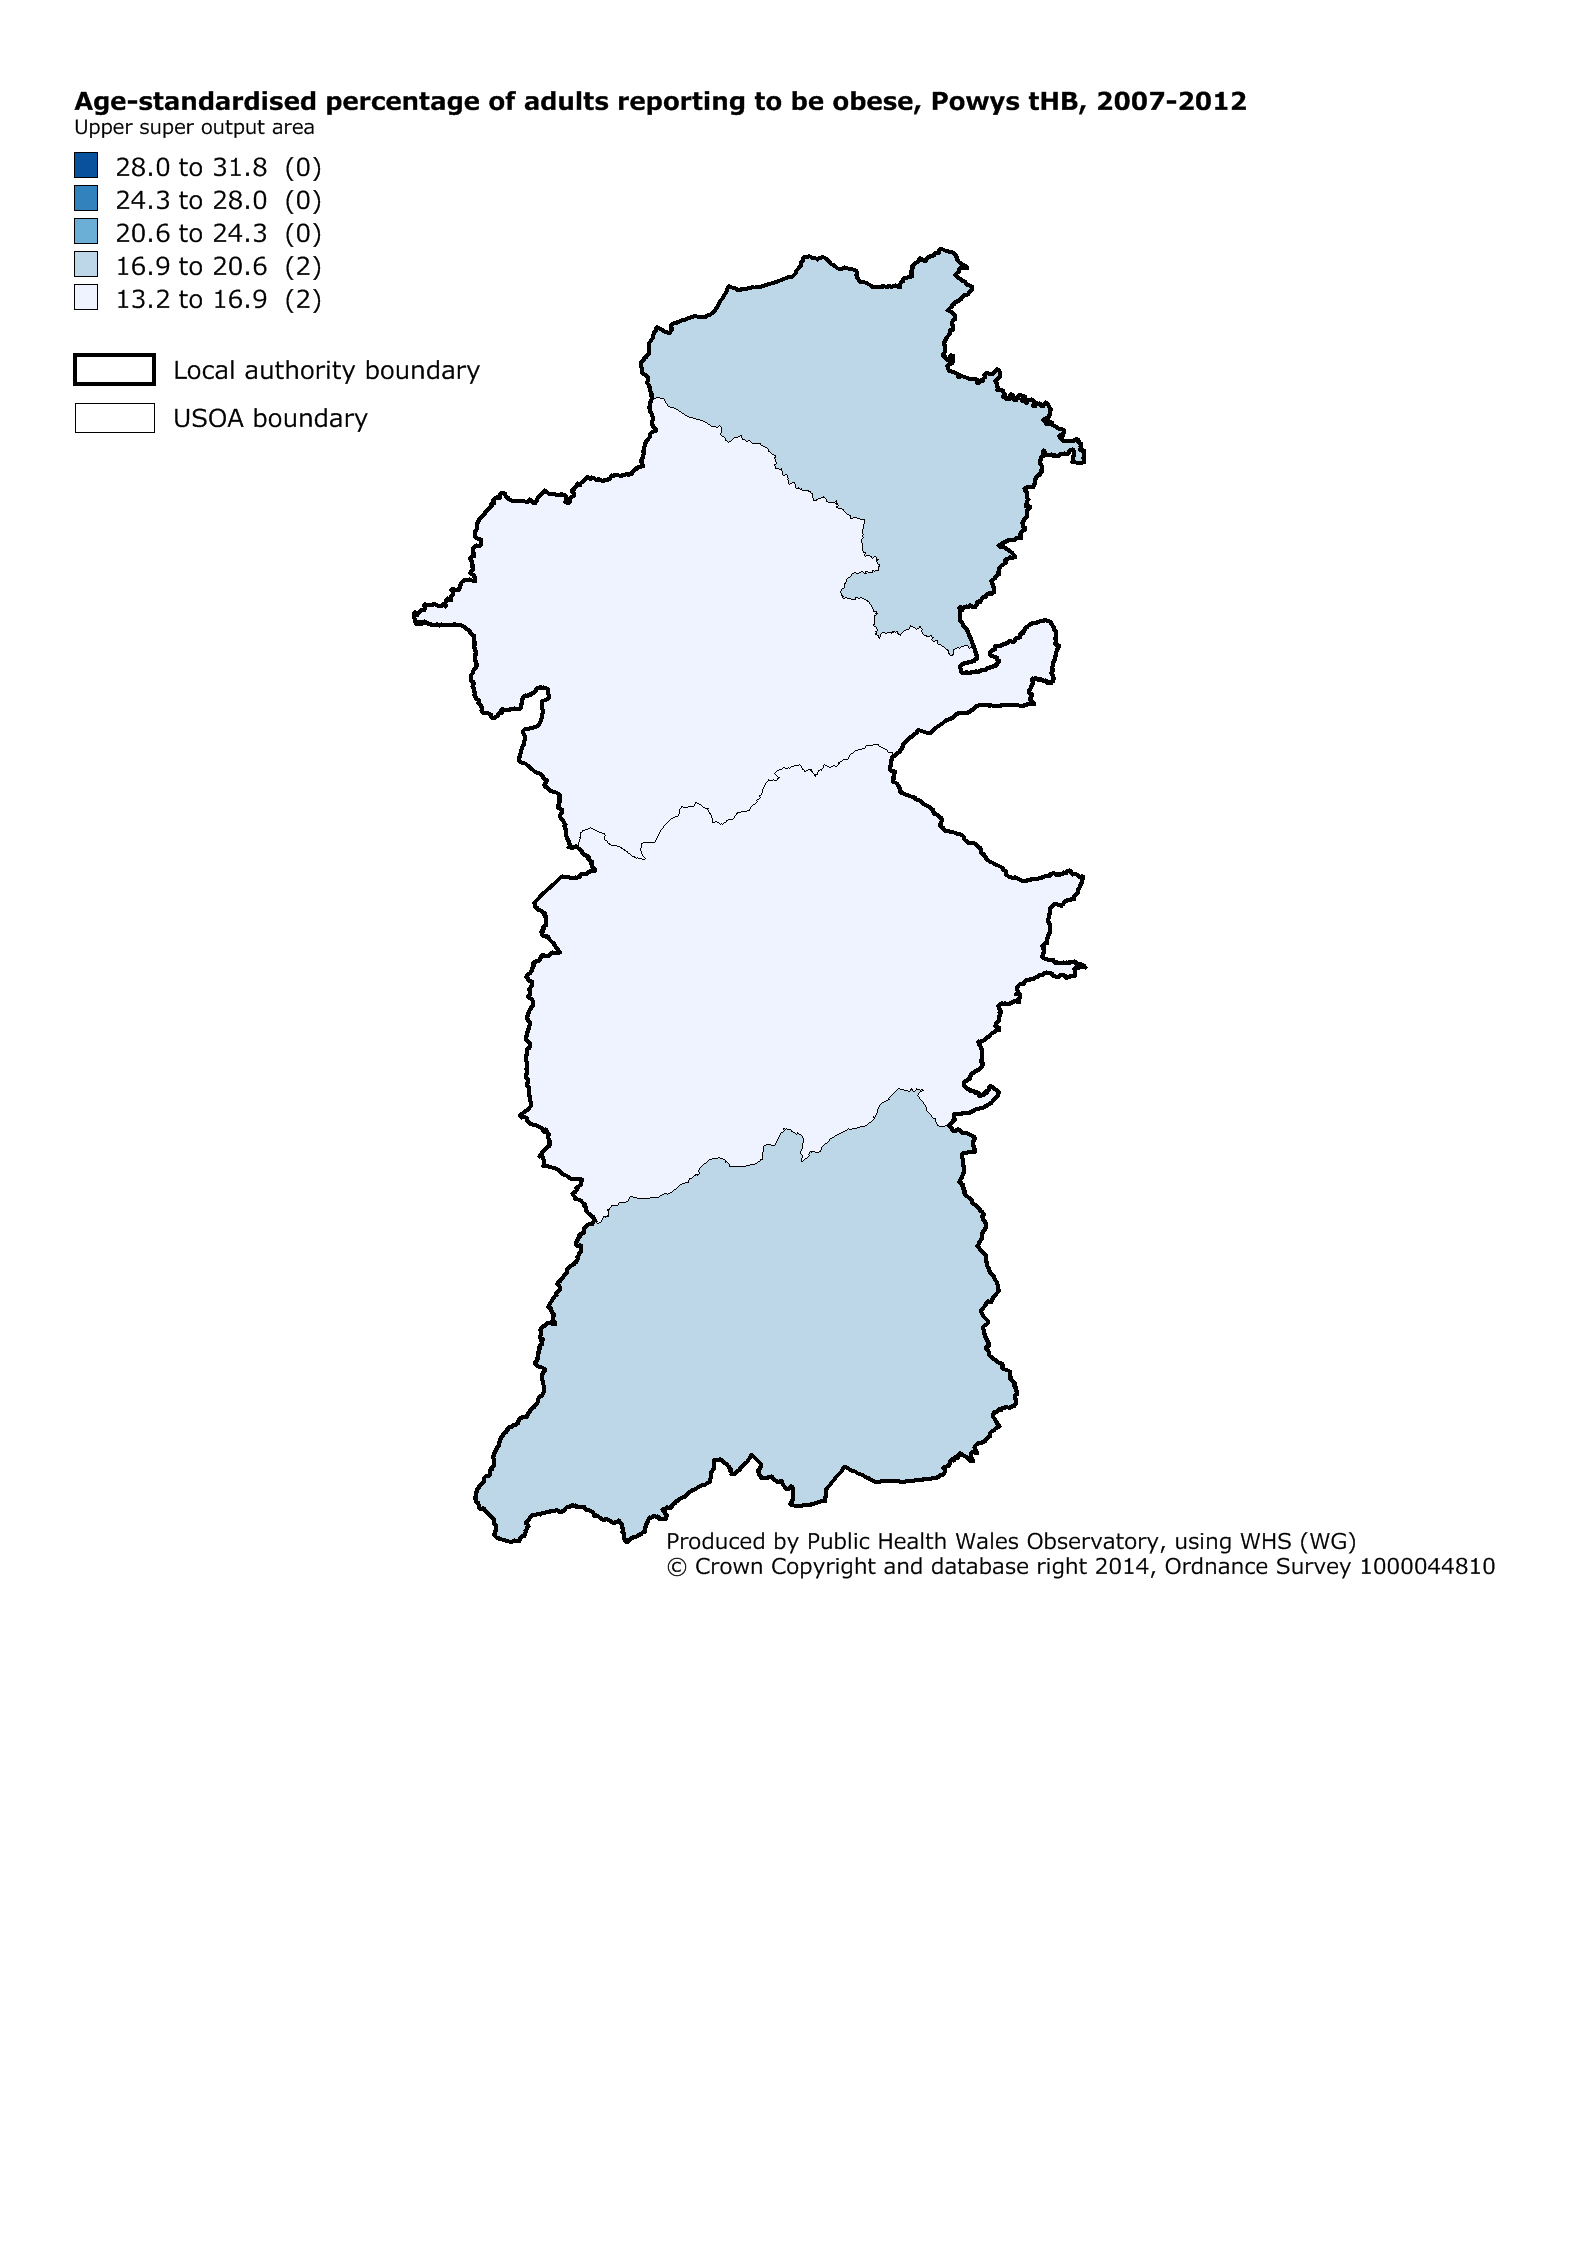 Age-standardised percentage of adults reporting to be obese, Powys tHB, 2007-2012
Upper super output area
28.0 to 31.8 (0)
24.3 to 28.0 (0)
20.6 to 24.3 (0)
16.9 to 20.6 (2)
13.2 to 16.9 (2)
Local authority boundary
USOA boundary
Produced by Public Health Wales Observatory, using WHS (WG)
© Crown Copyright and database right 2014, Ordnance Survey 1000044810